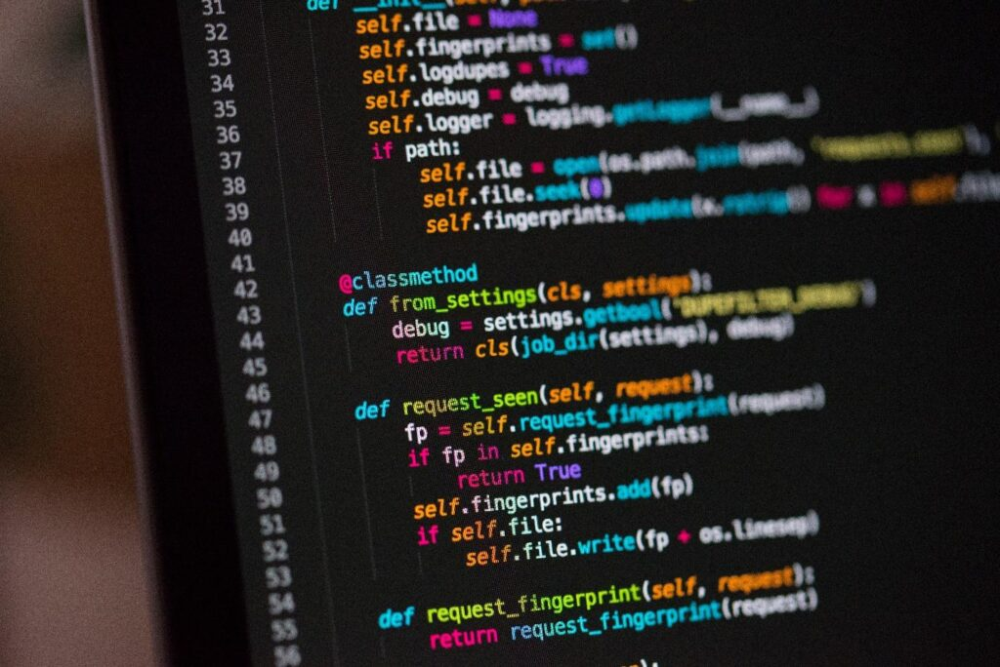 31 def __init__(self,
32 self.file = None
33 self.fingerprints = set()
34 self.logdupes = True
35 self.debug = debug
36 self.logger = logging.getLogger(__name__)
37 if path:
38 self.file = open(os.path.join(path, 'requests.seen'),
39 self.file.seek(0)
40 self.fingerprints.update(x.rstrip() for x in self.file
41
42 @classmethod
43 def from_settings(cls, settings):
44 debug = settings.getbool('DUPEFILTER_DEBUG')
45 return cls(job_dir(settings), debug)
46
47 def request_seen(self, request):
48 fp = self.request_fingerprint(request)
49 if fp in self.fingerprints:
50 return True
51 self.fingerprints.add(fp)
52 if self.file:
53 self.file.write(fp + os.linesep)
54
55 def request_fingerprint(self, request):
56 return request_fingerprint(request)